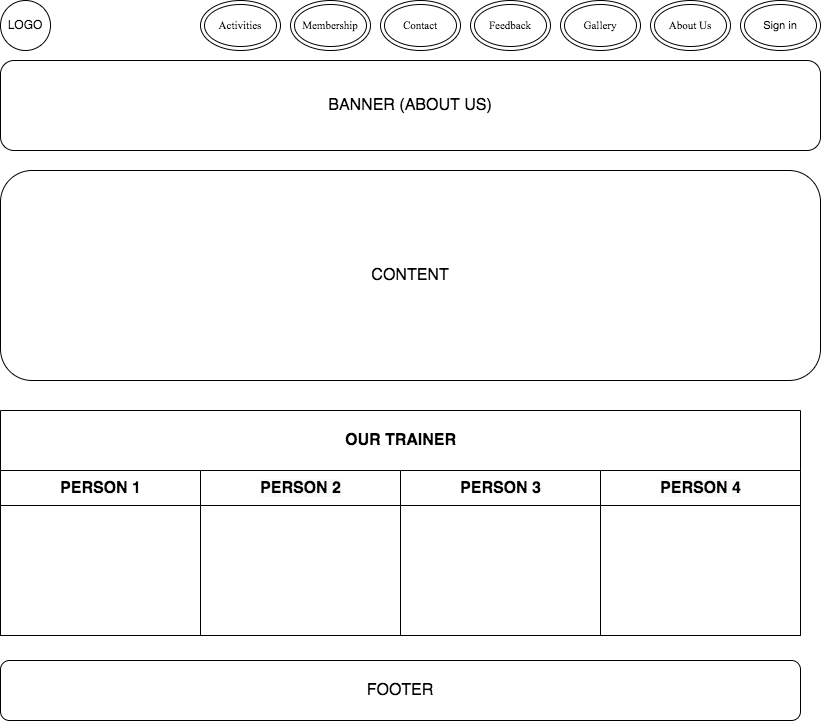 LOGO
Activities
Membership
Contact
Feedback
Gallery
About Us
Sign in
BANNER (ABOUT US)
CONTENT
OUR TRAINER
PERSON 1
PERSON 2
PERSON 3
PERSON 4
FOOTER